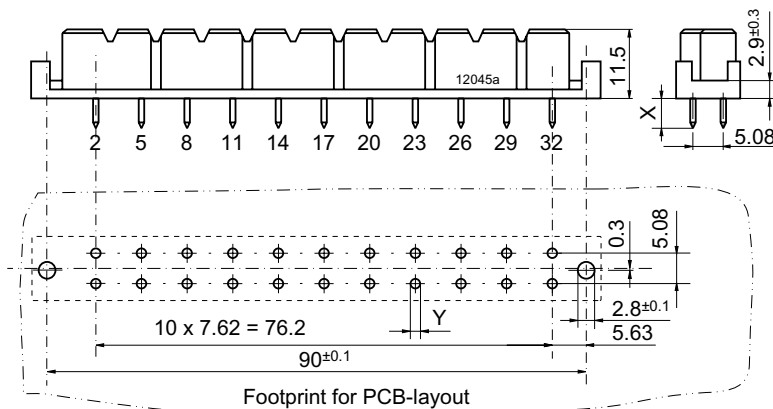 12045a
11.5
2.9±0.3
X
5.08
2 5 8 11 14 17 20 23 26 29 32
0.3
5.08
10 x 7.62 = 76.2
Y
2.8±0.1
5.63
90±0.1
Footprint for PCB-layout